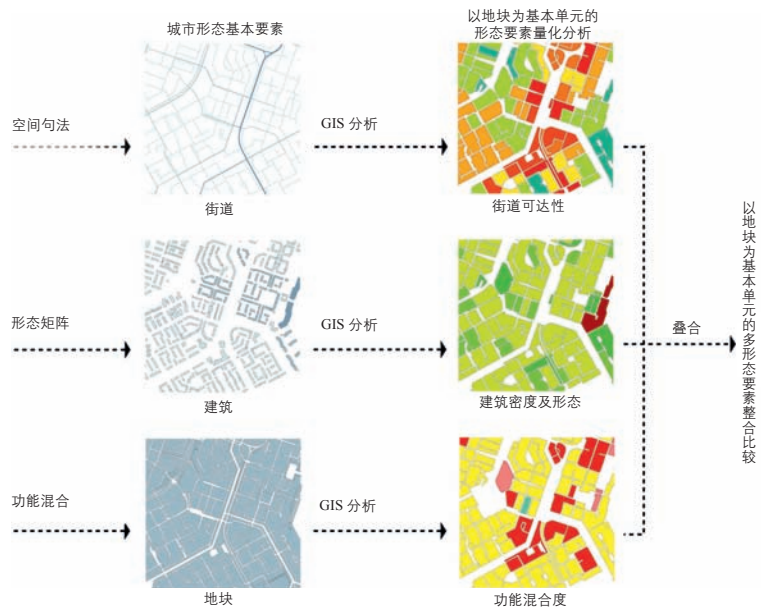 城市形态基本要素
以地块为基本单元的
形态要素量化分析
空间句法
GIS 分析
街道
街道可达性
形态矩阵
GIS 分析
叠合
以地块为基本单元的多形态要素整合比较
建筑
建筑密度及形态
功能混合
GIS 分析
地块
功能混合度